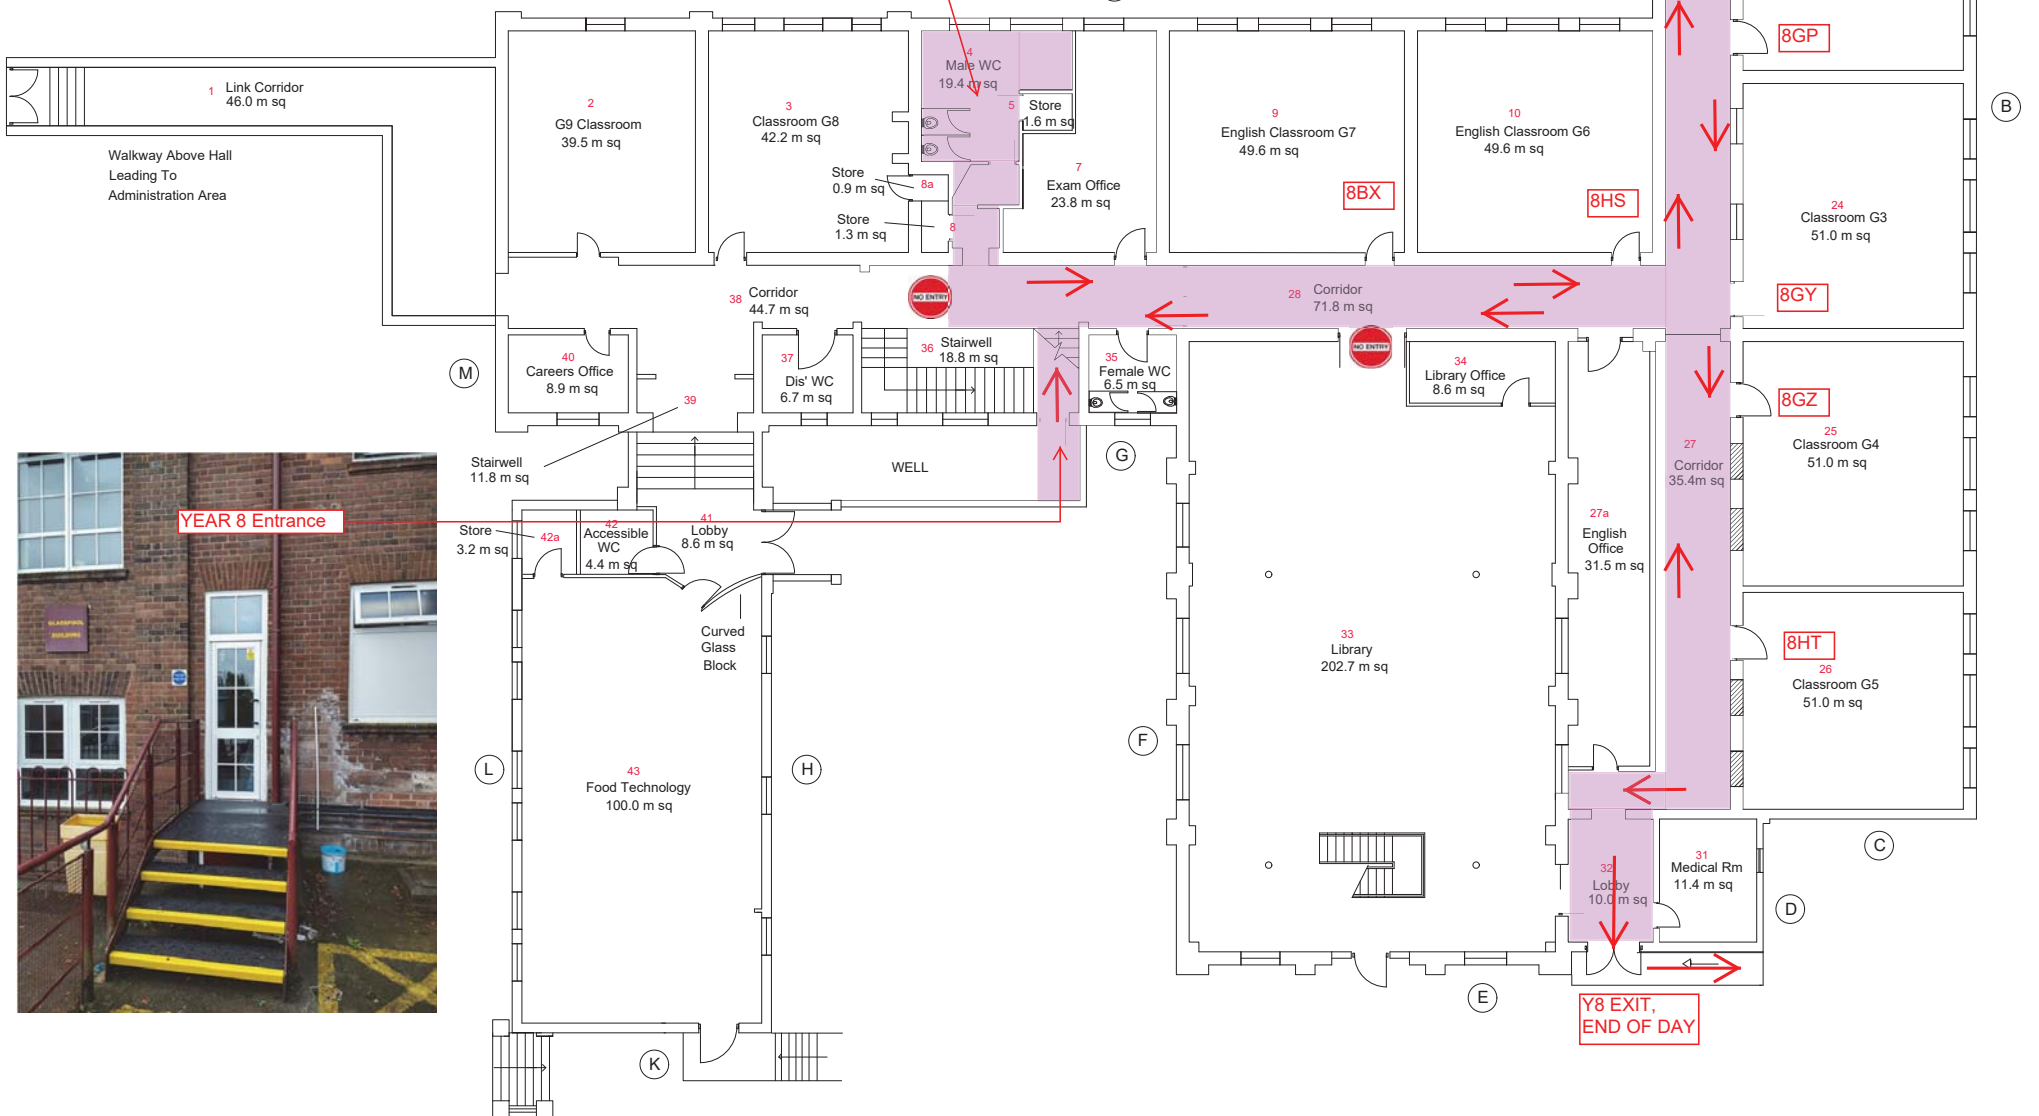 8GP
1
Link Corridor
46.0 m sq
2
G9 Classroom
39.5 m sq
3
Classroom G8
42.2 m sq
4
Male WC
19.4 m sq
5
Store
1.6 m sq
7
Exam Office
23.8 m sq
9
English Classroom G7
49.6 m sq
10
English Classroom G6
49.6 m sq
B
Walkway Above Hall
Leading To
Administration Area
Store
0.9 m sq
8a
Store
1.3 m sq
8
8BX
8HS
24
Classroom G3
51.0 m sq
8GY
38
Corridor
44.7 m sq
NO ENTRY
28
Corridor
71.8 m sq
NO ENTRY
M
40
Careers Office
8.9 m sq
37
Dis' WC
6.7 m sq
36
Stairwell
18.8 m sq
35
Female WC
6.5 m sq
34
Library Office
8.6 m sq
8GZ
25
Classroom G4
51.0 m sq
39
Stairwell
11.8 m sq
WELL
G
27
Corridor
35.4m sq
YEAR 8 Entrance
Store
3.2 m sq
42a
42
Accessible
WC
4.4 m sq
41
Lobby
8.6 m sq
27a
English
Office
31.5 m sq
Curved
Glass
Block
GLASSPOOL
BUILDING
33
Library
202.7 m sq
8HT
26
Classroom G5
51.0 m sq
L
43
Food Technology
100.0 m sq
H
F
C
32
Lobby
10.0 m sq
31
Medical Rm
11.4 m sq
D
E
Y8 EXIT,
END OF DAY
K